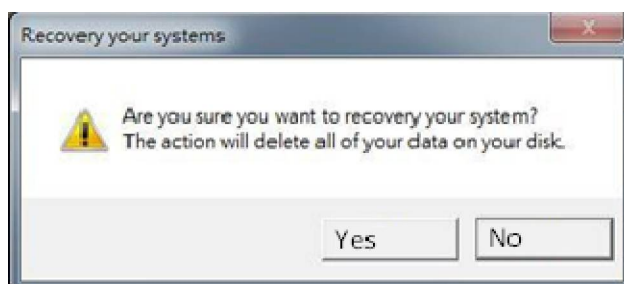 Recovery your systems
Are you sure you want to recovery your system?
The action will delete all of your data on your disk.
Yes
No